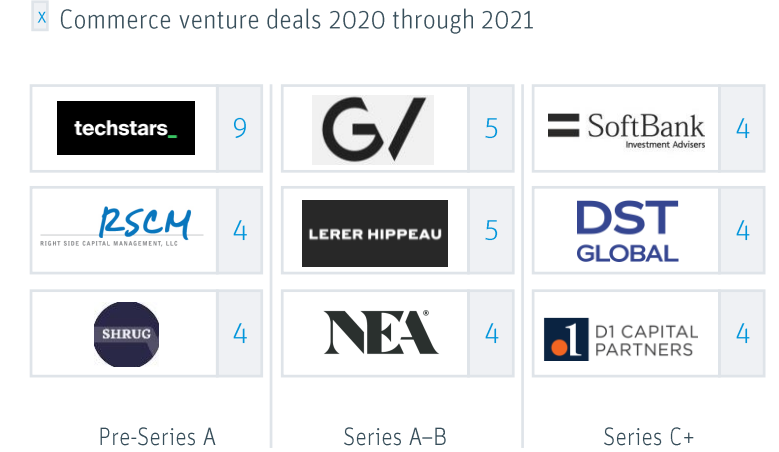 x Commerce venture deals 2020 through 2021
techstars_ 9
RSCM
RIGHT SIDE CAPITAL MANAGEMENT, LLC
4
SHRUG 4
Pre-Series A
GV 5
LERER HIPPEAU 5
NEA® 4
Series A–B
SoftBank
Investment Advisers
4
DST
GLOBAL
4
D1 CAPITAL
PARTNERS
4
Series C+